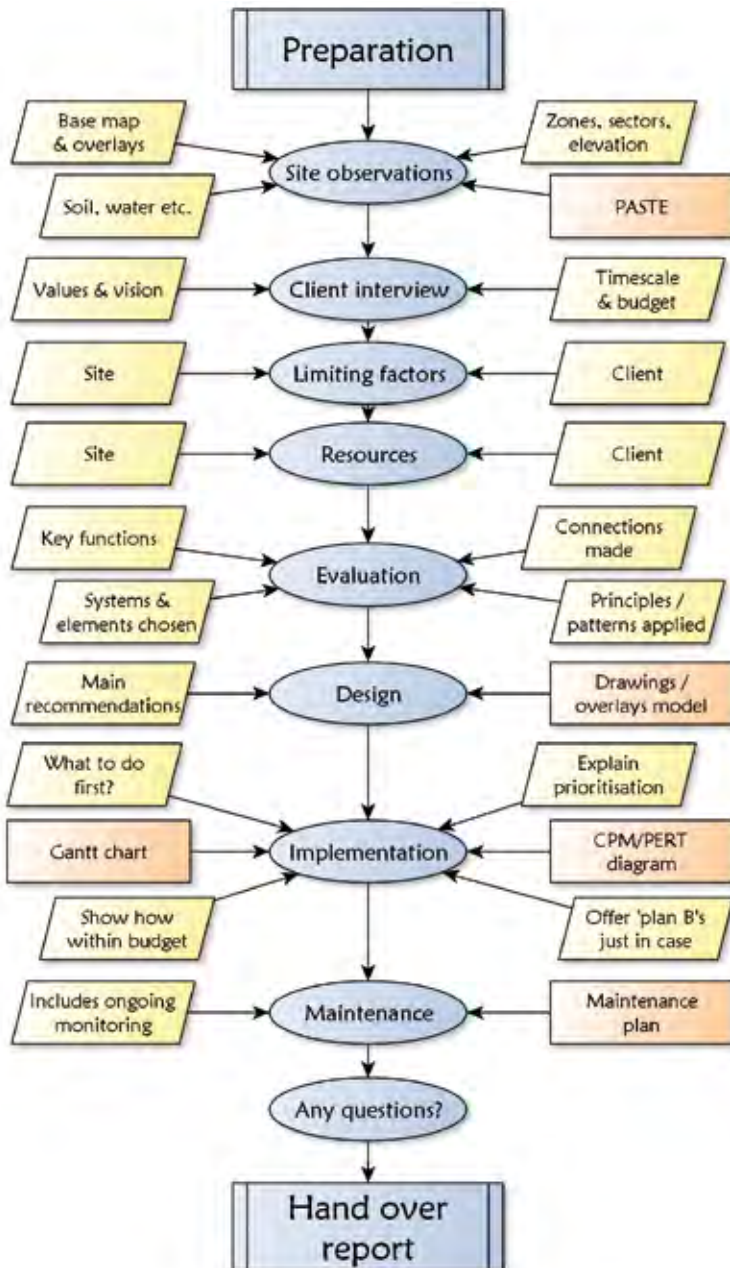 Preparation
Base map
& overlays
Zones, sectors,
elevation
Site observations
Soil, water etc.
PASTE
Values & vision
Client interview
Timescale
& budget
Site
Limiting factors
Client
Site
Resources
Client
Key functions
Connections
made
Evaluation
Systems &
elements chosen
Principles /
patterns applied
Main
recommendations
Design
Drawings /
overlays model
What to do
first?
Explain
prioritisation
Gantt chart
Implementation
CPM/PERT
diagram
Show how
within budget
Offer 'plan B's
just in case
Includes ongoing
monitoring
Maintenance
Maintenance
plan
Any questions?
Hand over
report